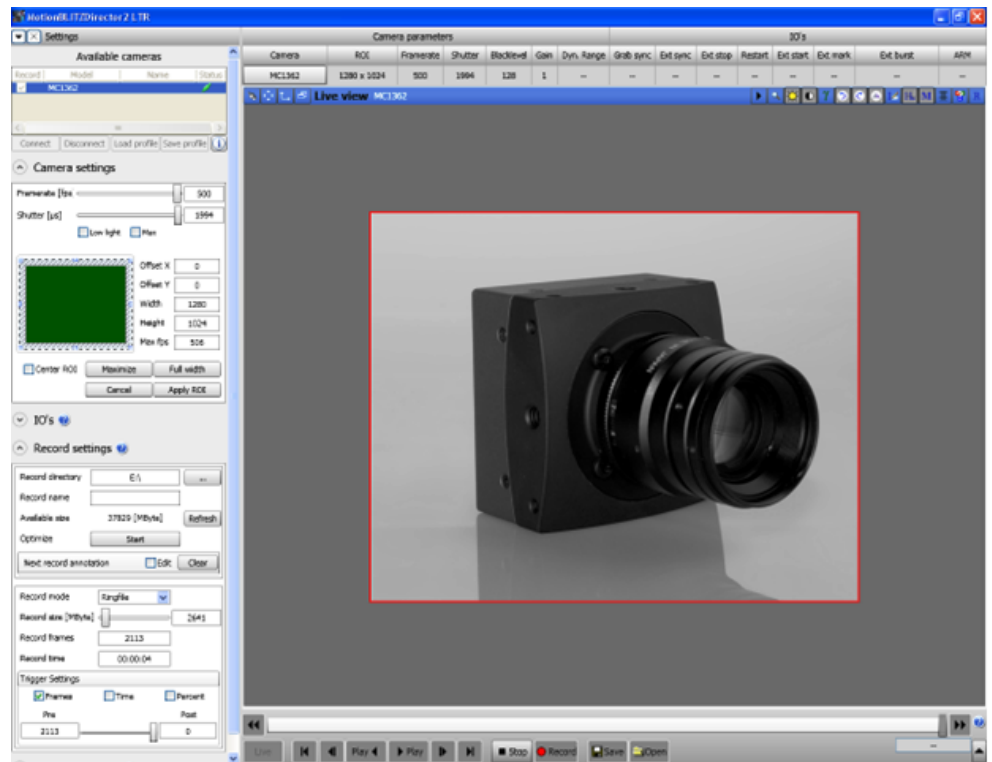 MotionBLITZDirector2 LTR
Settings
Camera parameters
IO's
Available cameras
Camera ROI Framerate Shutter Blacklevel Gain Dyn. Range Grab sync Ext sync Ext stop Restart Ext start Ext mark Ext burst ARM
Record Model Name Status
MC1362 1280 x 1024 500 1994 128 1 -- -- -- -- -- -- -- -- --
MC1362
Live view MC1362
Connect Disconnect Load profile Save profile
Camera settings
Framerate [fps 500
Shutter [µs] 1994
Low light Max
Offset X 0
Offset Y 0
Width 1280
Height 1024
Max fps 506
Center ROI Maximize Full width
Cancel Apply ROI
IO's
Record settings
Record directory E:\ ...
Record name
Available size 37829 [MByte] Refresh
Optimize Start
Next record annotation Edit Clear
Record mode Ringfile
Record size [MByte] 2641
Record frames 2113
Record time 00:00:04
Trigger Settings
Frames Time Percent
Pre Post
2113 0
Live Play Play Stop Record Save Open --